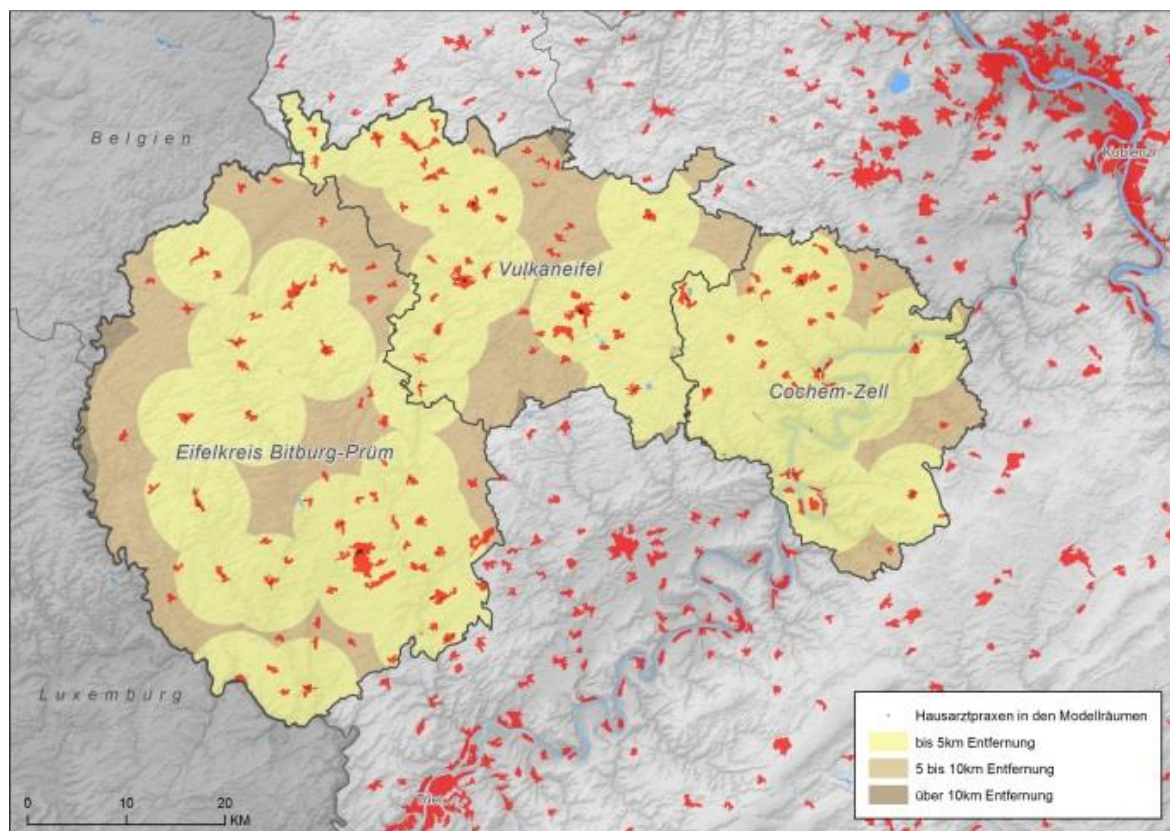 Belgien
Koblenz
Vulkaneifel
Cochem-Zell
Eifelkreis Bitburg-Prüm
Luxemburg
Trier
Hausarztpraxen in den Modellräumen
bis 5km Entfernung
5 bis 10km Entfernung
über 10km Entfernung
0 10 20
KM